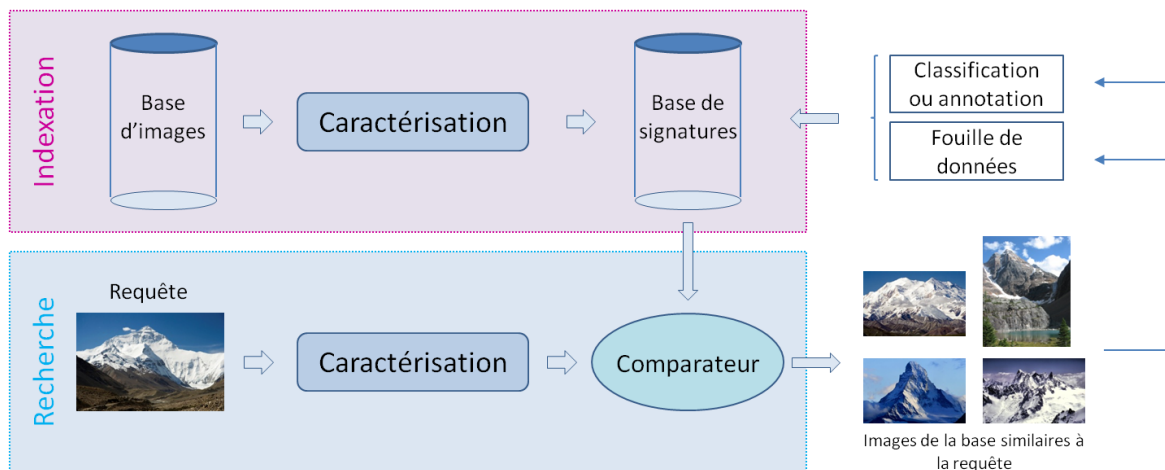 Indexation
Base
d'images
Caractérisation
Base de
signatures
Classification
ou annotation
Fouille de
données
Recherche
Requête
Caractérisation
Comparateur
Images de la base similaires à
la requête